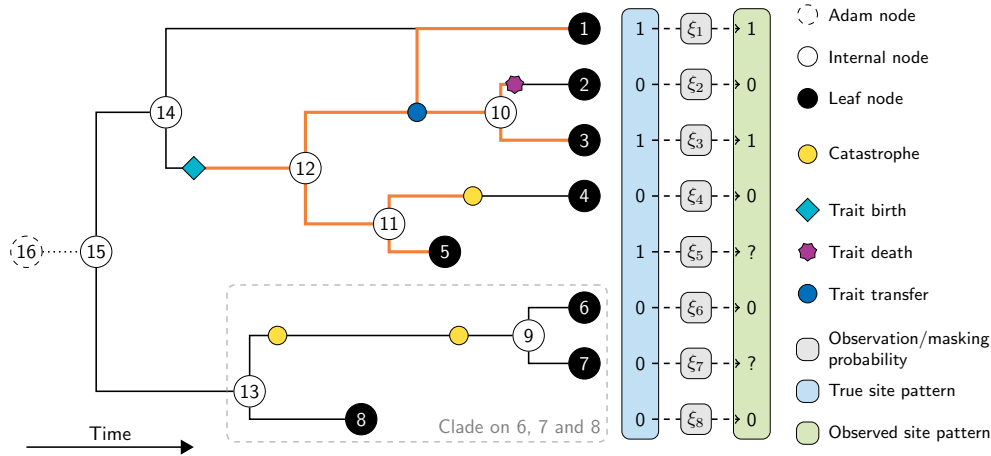 1 1 ξ1 1 Adam node
Internal node
14 10 2 0 ξ2 0 Leaf node
3 1 ξ3 1
Catastrophe
12 4 0 ξ4 0
Trait birth
11
16 15 5 1 ξ5 ? Trait death
Trait transfer
6 0 ξ6 0
9 Observation/masking
probability
7 0 ξ7 ?
13 True site pattern
8 0 ξ8 0
Clade on 6, 7 and 8 Observed site pattern
Time